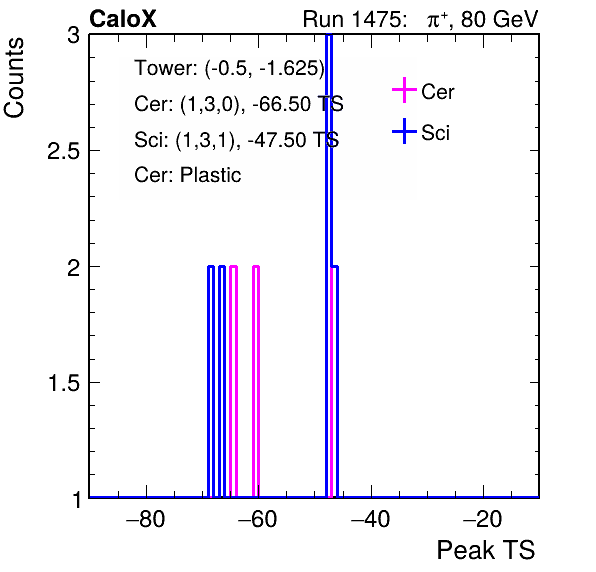 CaloX Run 1475: π⁺, 80 GeV
Counts
3
Tower: (-0.5, -1.625)
Cer: (1,3,0), -66.50 TS
Sci: (1,3,1), -47.50 TS
Cer: Plastic
Cer
Sci
2.5
2
1.5
1
−80 −60 −40 −20
Peak TS